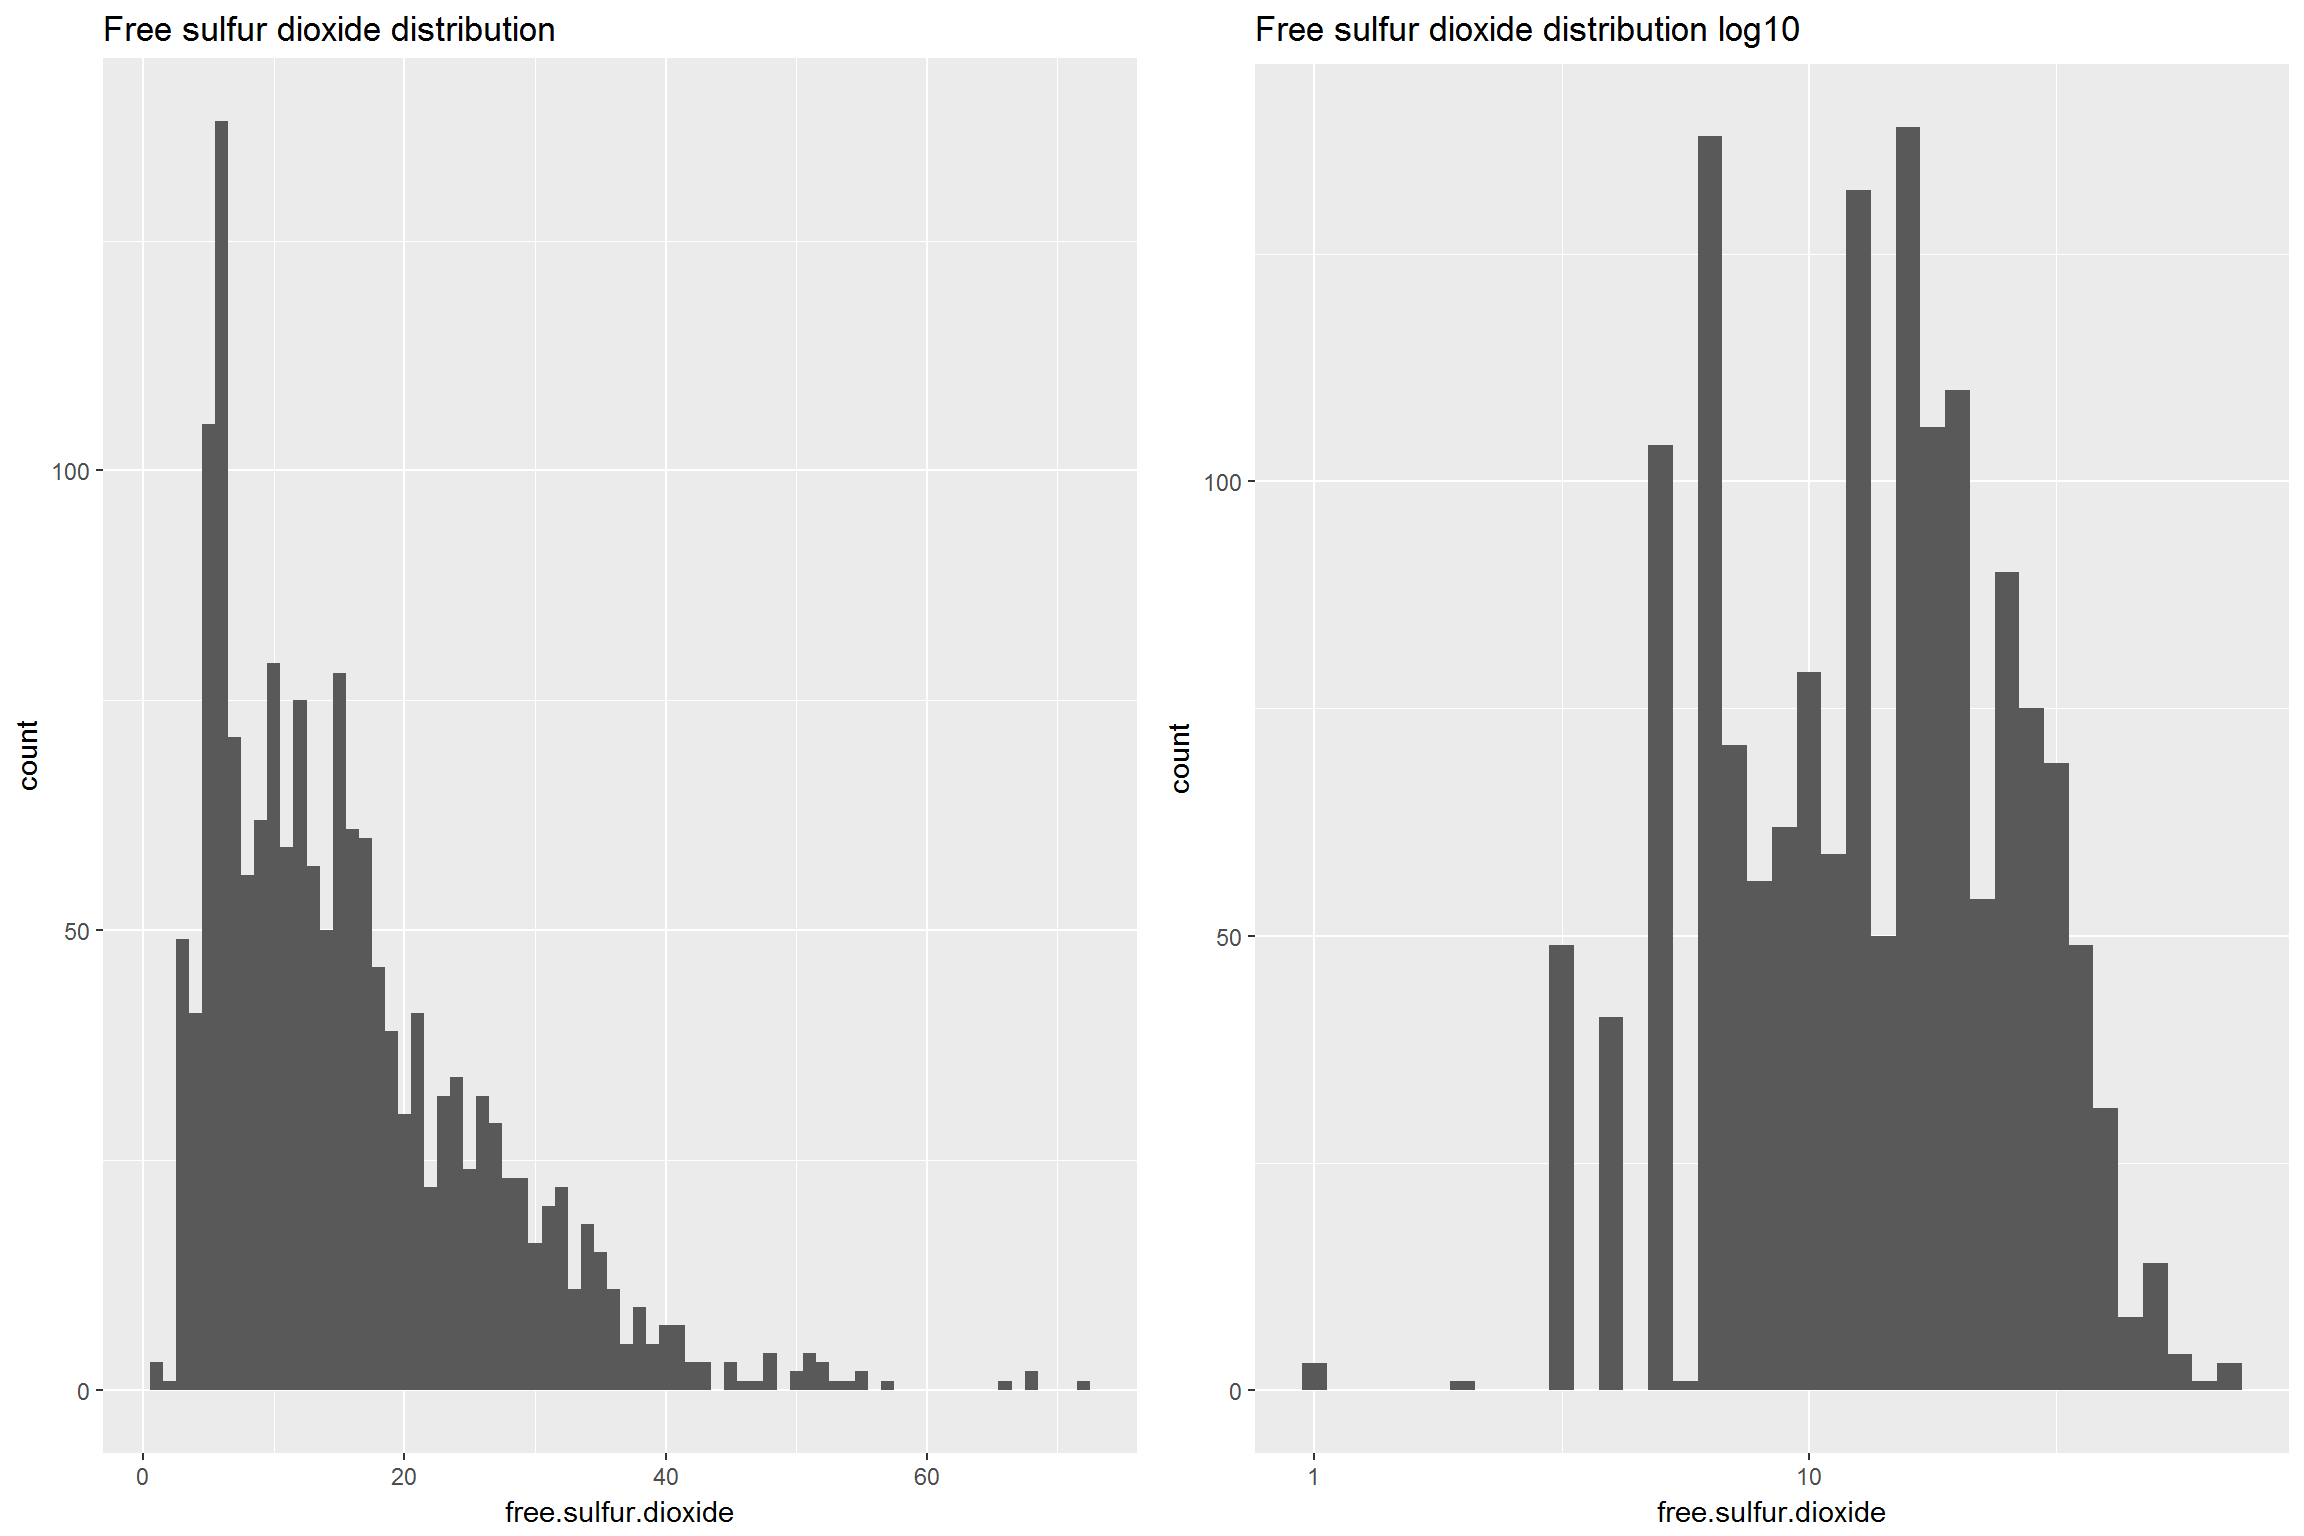 Free sulfur dioxide distribution
100
50
0
count
0 20 40 60
free.sulfur.dioxide
Free sulfur dioxide distribution log10
100
50
0
count
1 10
free.sulfur.dioxide